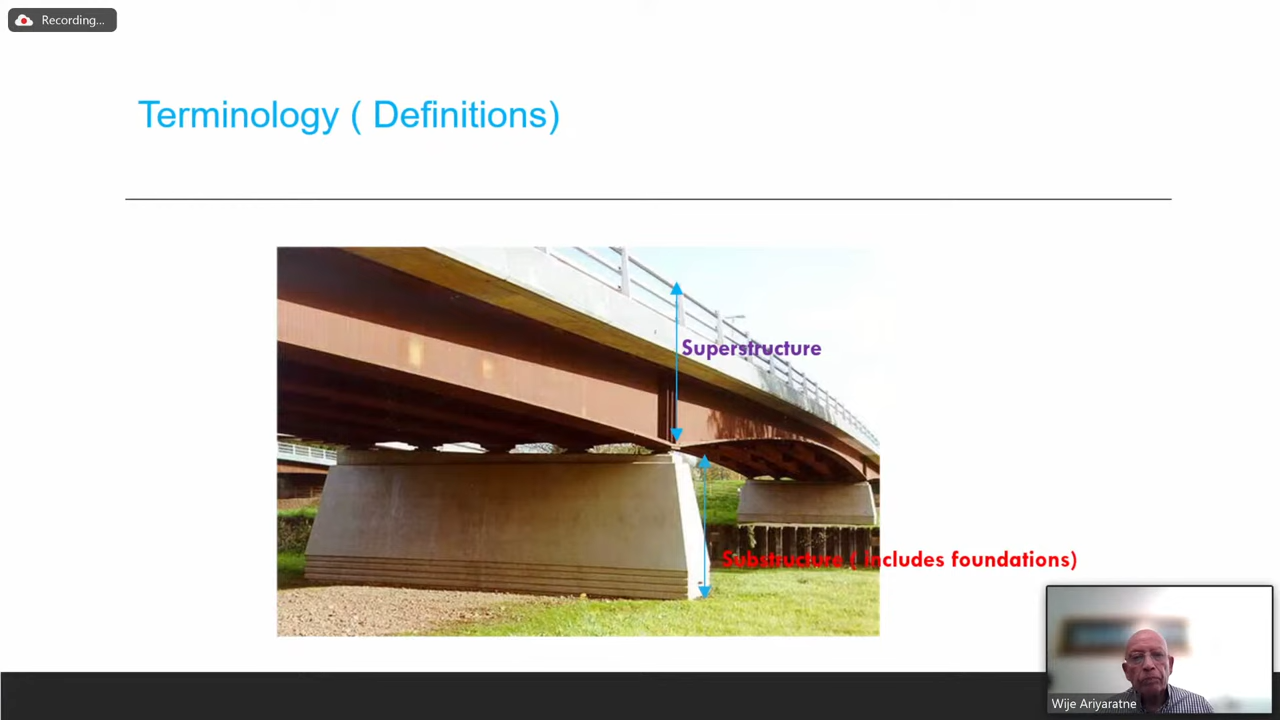 Recording...
Terminology ( Definitions)
Superstructure
Substructure ( Includes foundations)
Wije Ariyaratne